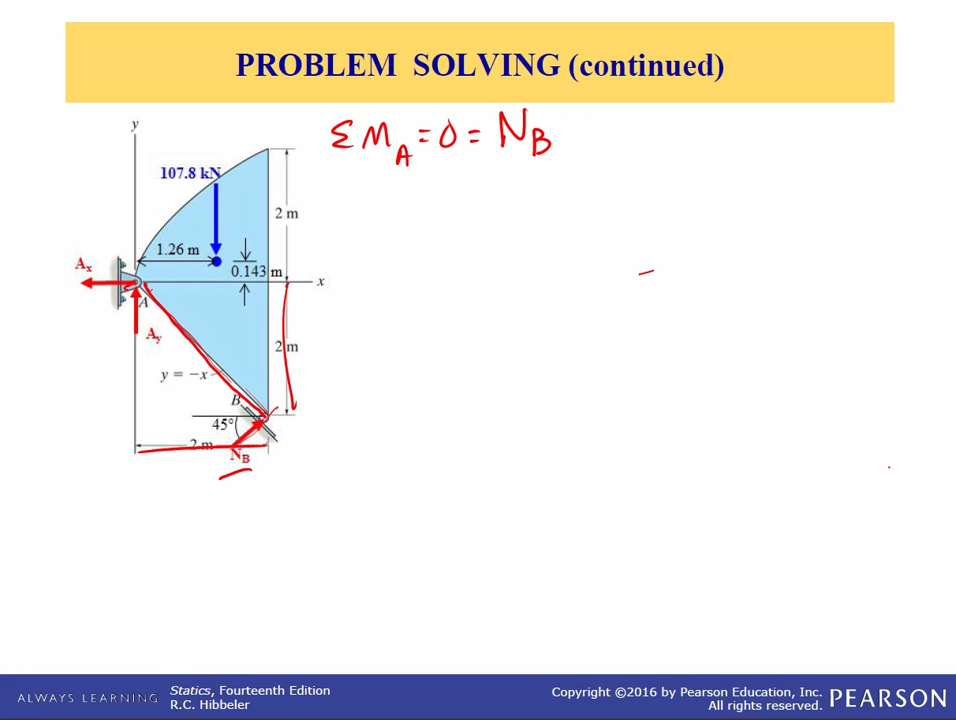 PROBLEM SOLVING (continued)
Σ M_A = 0 = N_B
y
107.8 kN
2 m
1.26 m
0.143 m
x
A_x
A
A_y
2 m
y = −x
B
45°
2 m
N_B
ALWAYS LEARNING
Statics, Fourteenth Edition
R.C. Hibbeler
Copyright ©2016 by Pearson Education, Inc.
All rights reserved.
PEARSON